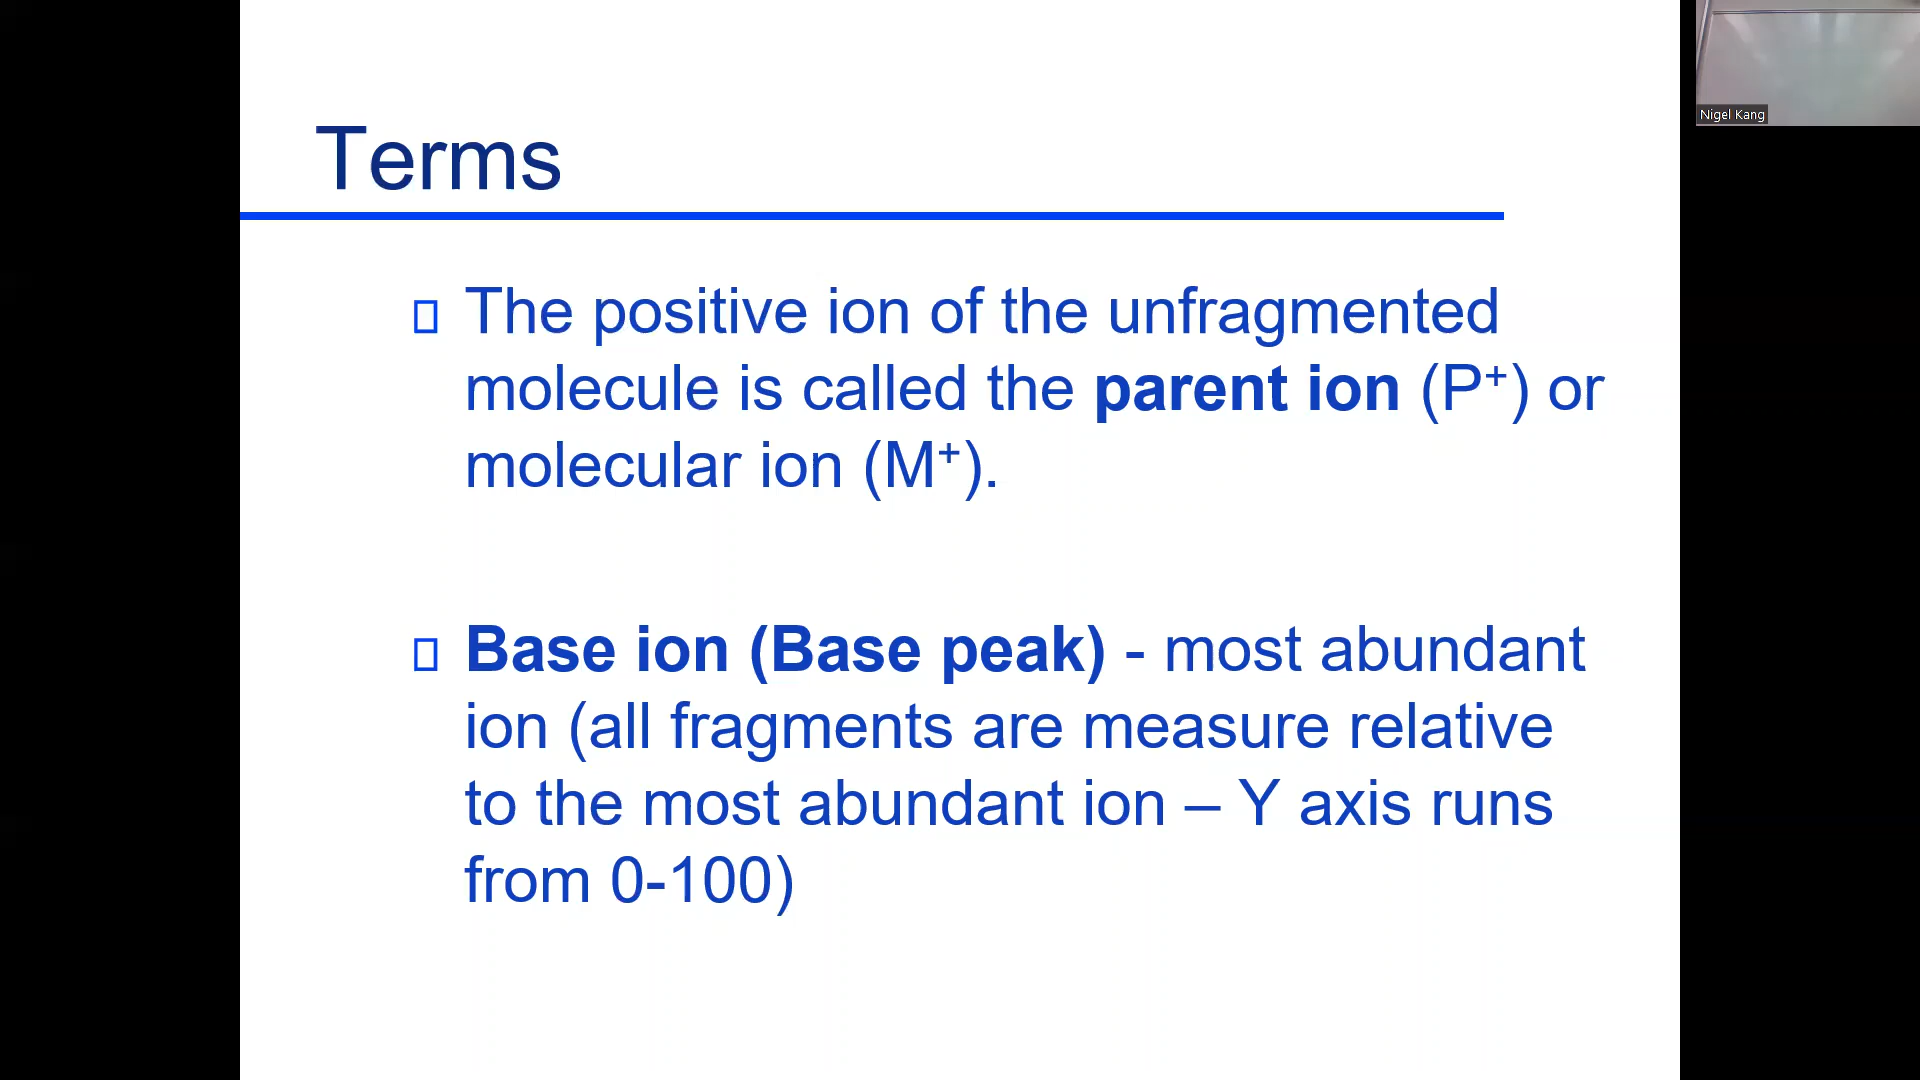 Nigel Kang
Terms
The positive ion of the unfragmented
molecule is called the parent ion (P⁺) or
molecular ion (M⁺).
Base ion (Base peak) - most abundant
ion (all fragments are measure relative
to the most abundant ion – Y axis runs
from 0-100)